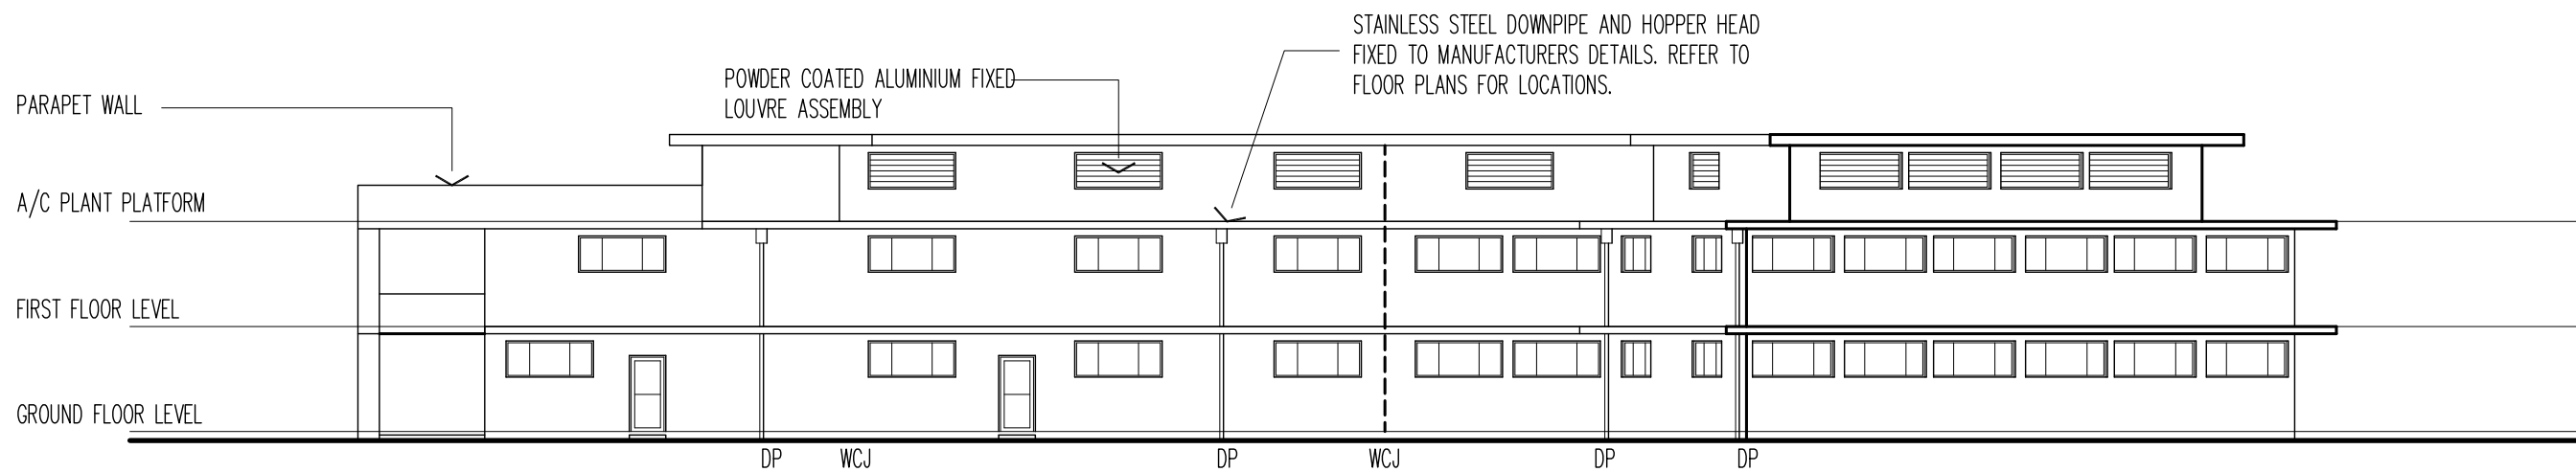 STAINLESS STEEL DOWNPIPE AND HOPPER HEAD
FIXED TO MANUFACTURERS DETAILS. REFER TO
FLOOR PLANS FOR LOCATIONS.
POWDER COATED ALUMINIUM FIXED
LOUVRE ASSEMBLY
PARAPET WALL
A/C PLANT PLATFORM
FIRST FLOOR LEVEL
GROUND FLOOR LEVEL
DP WCJ DP WCJ DP DP